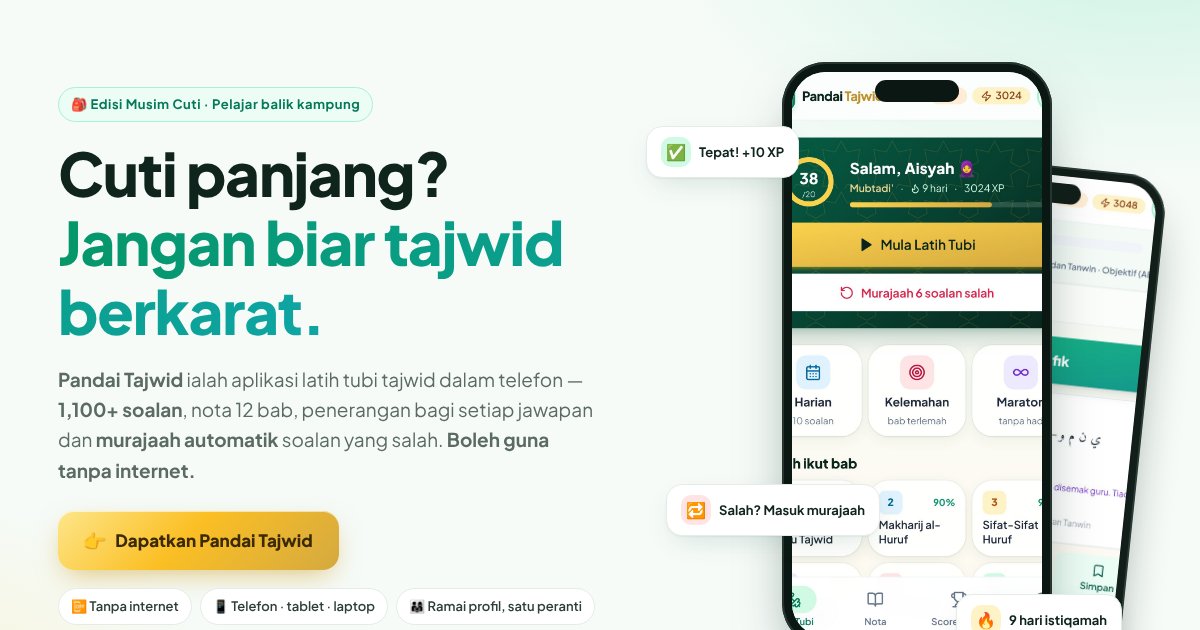 🎒 Edisi Musim Cuti · Pelajar balik kampung
Cuti panjang?
Jangan biar tajwid
berkarat.
Pandai Tajwid ialah aplikasi latih tubi tajwid dalam telefon —
1,100+ soalan, nota 12 bab, penerangan bagi setiap jawapan
dan murajaah automatik soalan yang salah. Boleh guna
tanpa internet.
👉 Dapatkan Pandai Tajwid
📴 Tanpa internet
📱 Telefon · tablet · laptop
👨‍👩‍👧 Ramai profil, satu peranti
✅ Tepat! +10 XP
🔁 Salah? Masuk murajaah
🔥 9 hari istiqamah
Pandai
3024
38
/20
Salam, Aisyah 🧕
Mubtadi' · 9 hari · 3024 XP
Mula Latih Tubi
Murajaah 6 soalan salah
Harian
10 soalan
Kelemahan
bab terlemah
ikut bab
Tajwid
2
90%
Makharij al-
Huruf
3
Sifat-Sifat
Huruf
Nota
3048
dan Tanwin · Objektif
ي ن م و
disemak guru.
an Tanwin
Simpan